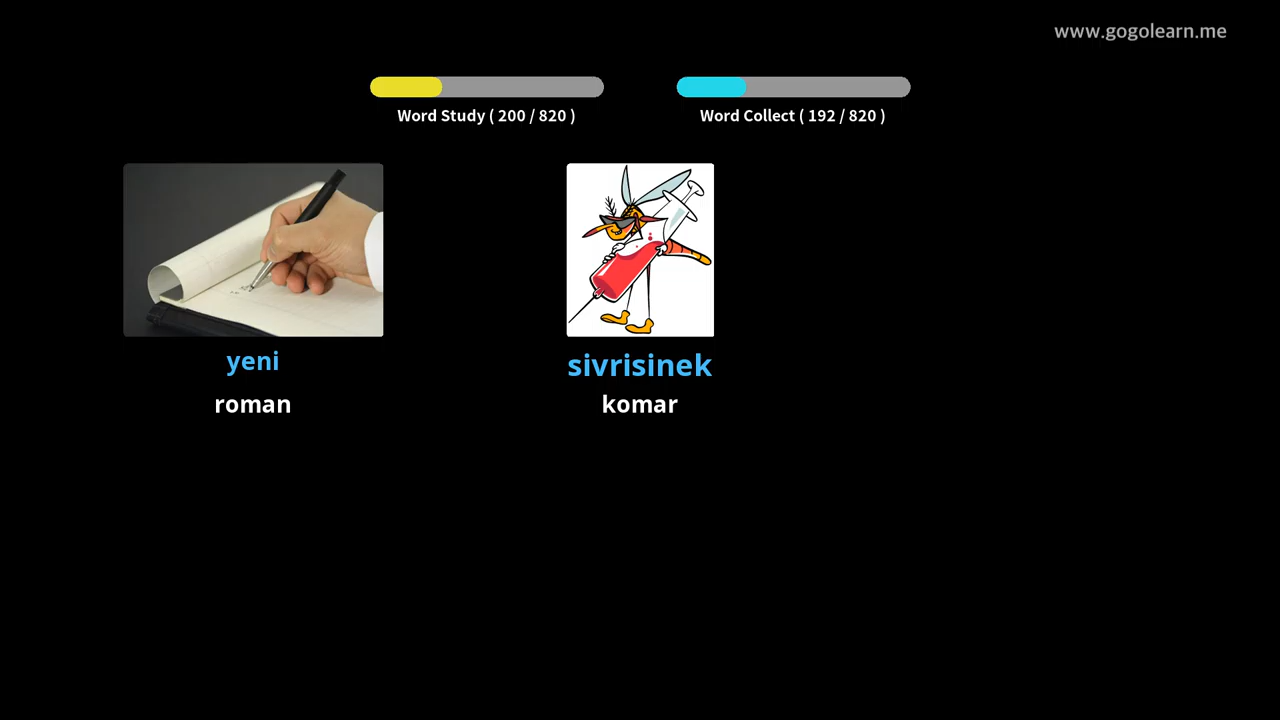 www.gogolearn.me
Word Study ( 200 / 820 )
Word Collect ( 192 / 820 )
yeni
roman
sivrisinek
komar